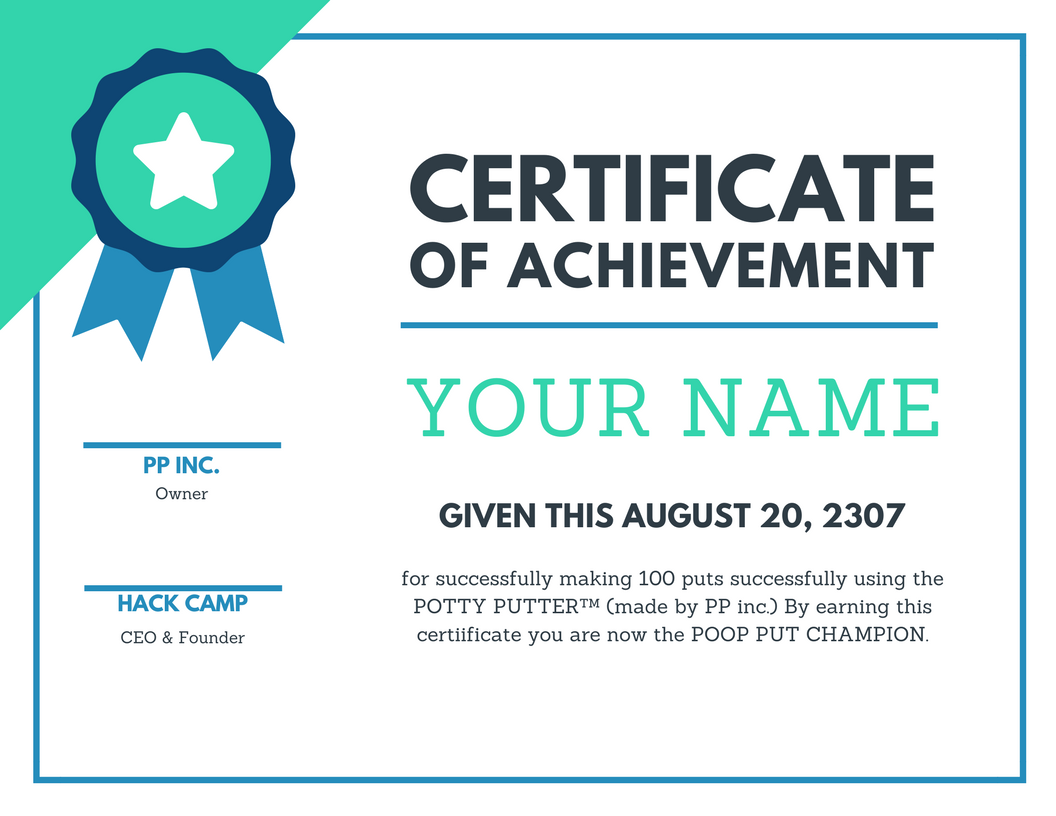 CERTIFICATE
OF ACHIEVEMENT
YOUR NAME
GIVEN THIS AUGUST 20, 2307
for successfully making 100 puts successfully using the
POTTY PUTTER™ (made by PP inc.) By earning this
certiificate you are now the POOP PUT CHAMPION.
PP INC.
Owner
HACK CAMP
CEO & Founder